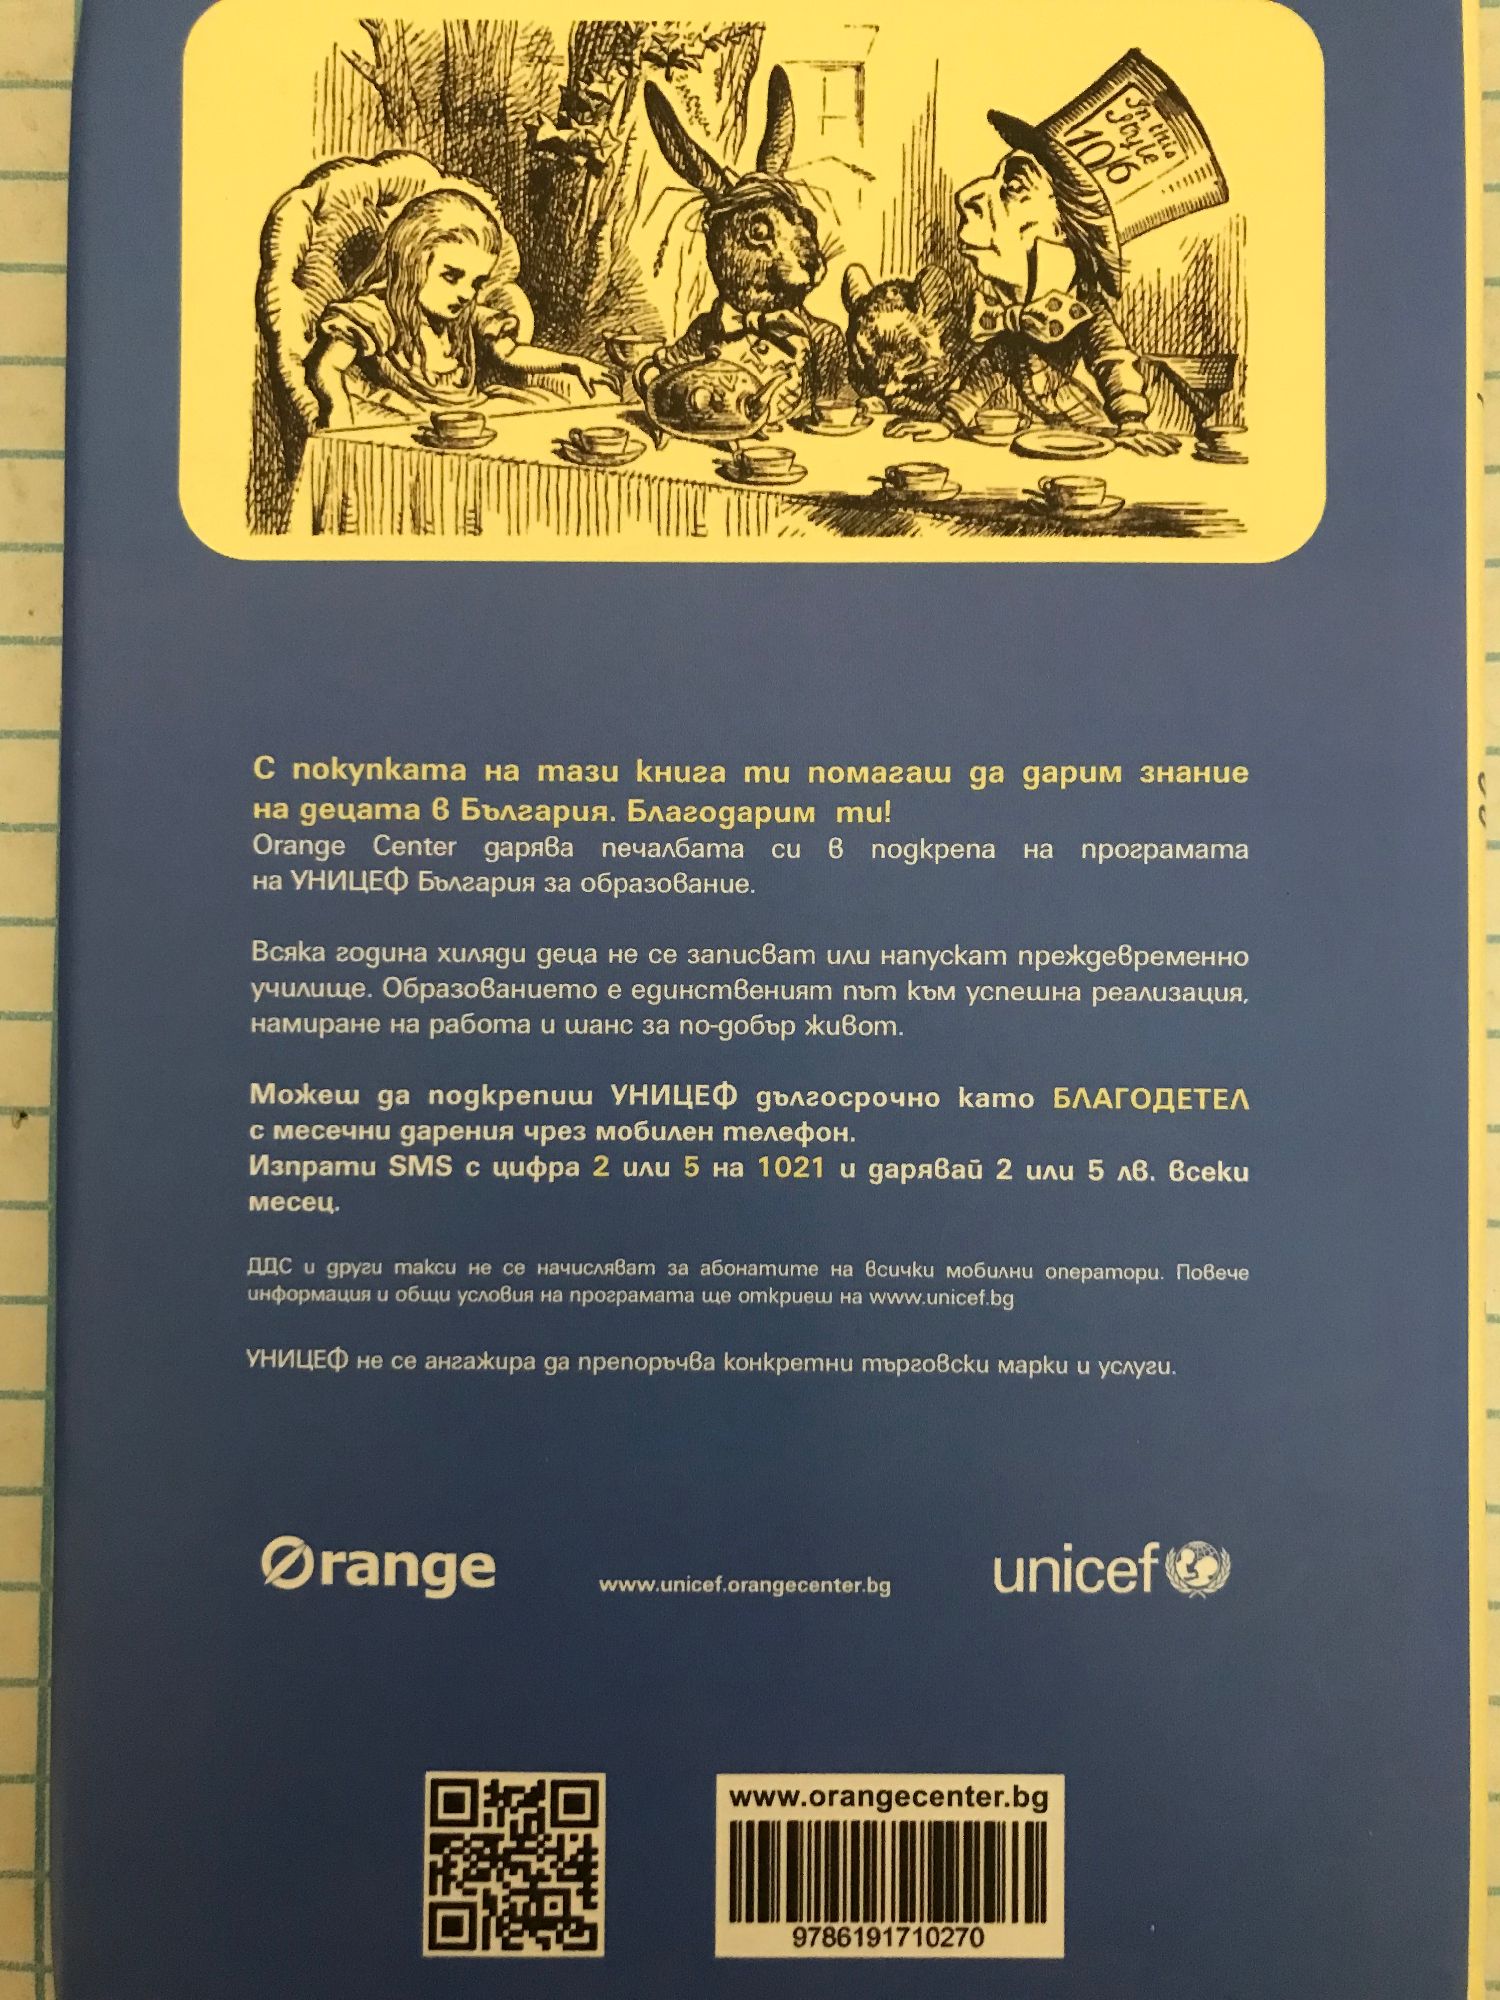 In this
Style
10/6
С покупката на тази книга ти помагаш да дарим знание
на децата в България. Благодарим ти!
Orange Center дарява печалбата си в подкрепа на програмата
на УНИЦЕФ България за образование.
Всяка година хиляди деца не се записват или напускат преждевременно
училище. Образованието е единственият път към успешна реализация,
намиране на работа и шанс за по-добър живот.
Можеш да подкрепиш УНИЦЕФ дългосрочно като БЛАГОДЕТЕЛ
с месечни дарения чрез мобилен телефон.
Изпрати SMS с цифра 2 или 5 на 1021 и дарявай 2 или 5 лв. всеки
месец.
ДДС и други такси не се начисляват за абонатите на всички мобилни оператори. Повече
информация и общи условия на програмата ще откриеш на www.unicef.bg
УНИЦЕФ не се ангажира да препоръчва конкретни търговски марки и услуги.
Orange www.unicef.orangecenter.bg unicef
www.orangecenter.bg
9786191710270